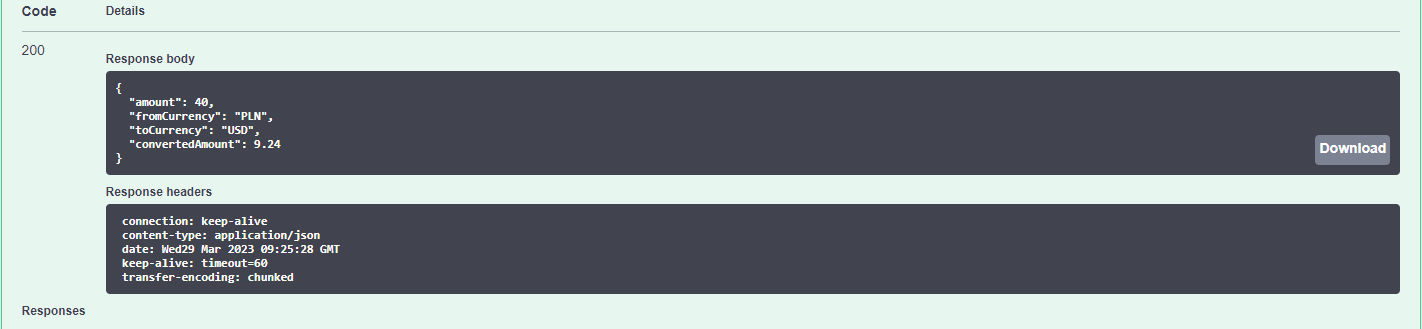 Code Details
200
Response body
{
  "amount": 40,
  "fromCurrency": "PLN",
  "toCurrency": "USD",
  "convertedAmount": 9.24
}
Download
Response headers
connection: keep-alive
content-type: application/json
date: Wed29 Mar 2023 09:25:28 GMT
keep-alive: timeout=60
transfer-encoding: chunked
Responses